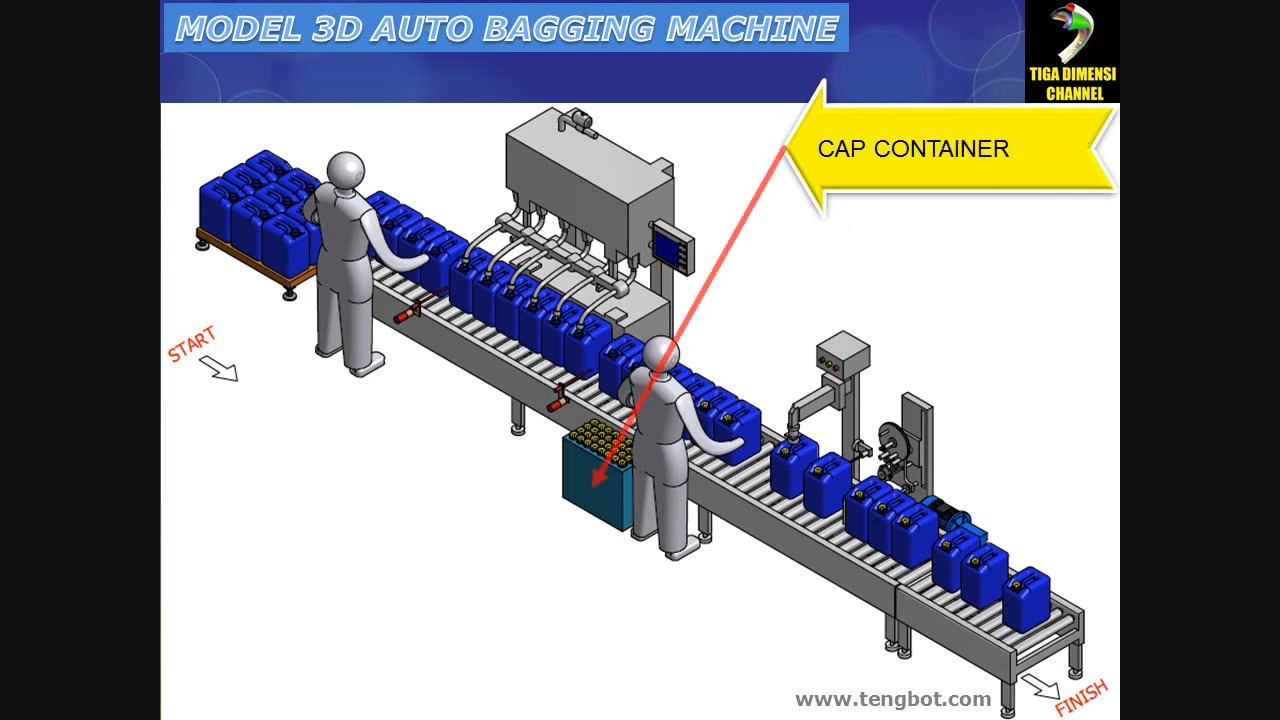 MODEL 3D AUTO BAGGING MACHINE
TIGA DIMENSI
CHANNEL
CAP CONTAINER
START
www.tengbot.com
FINISH